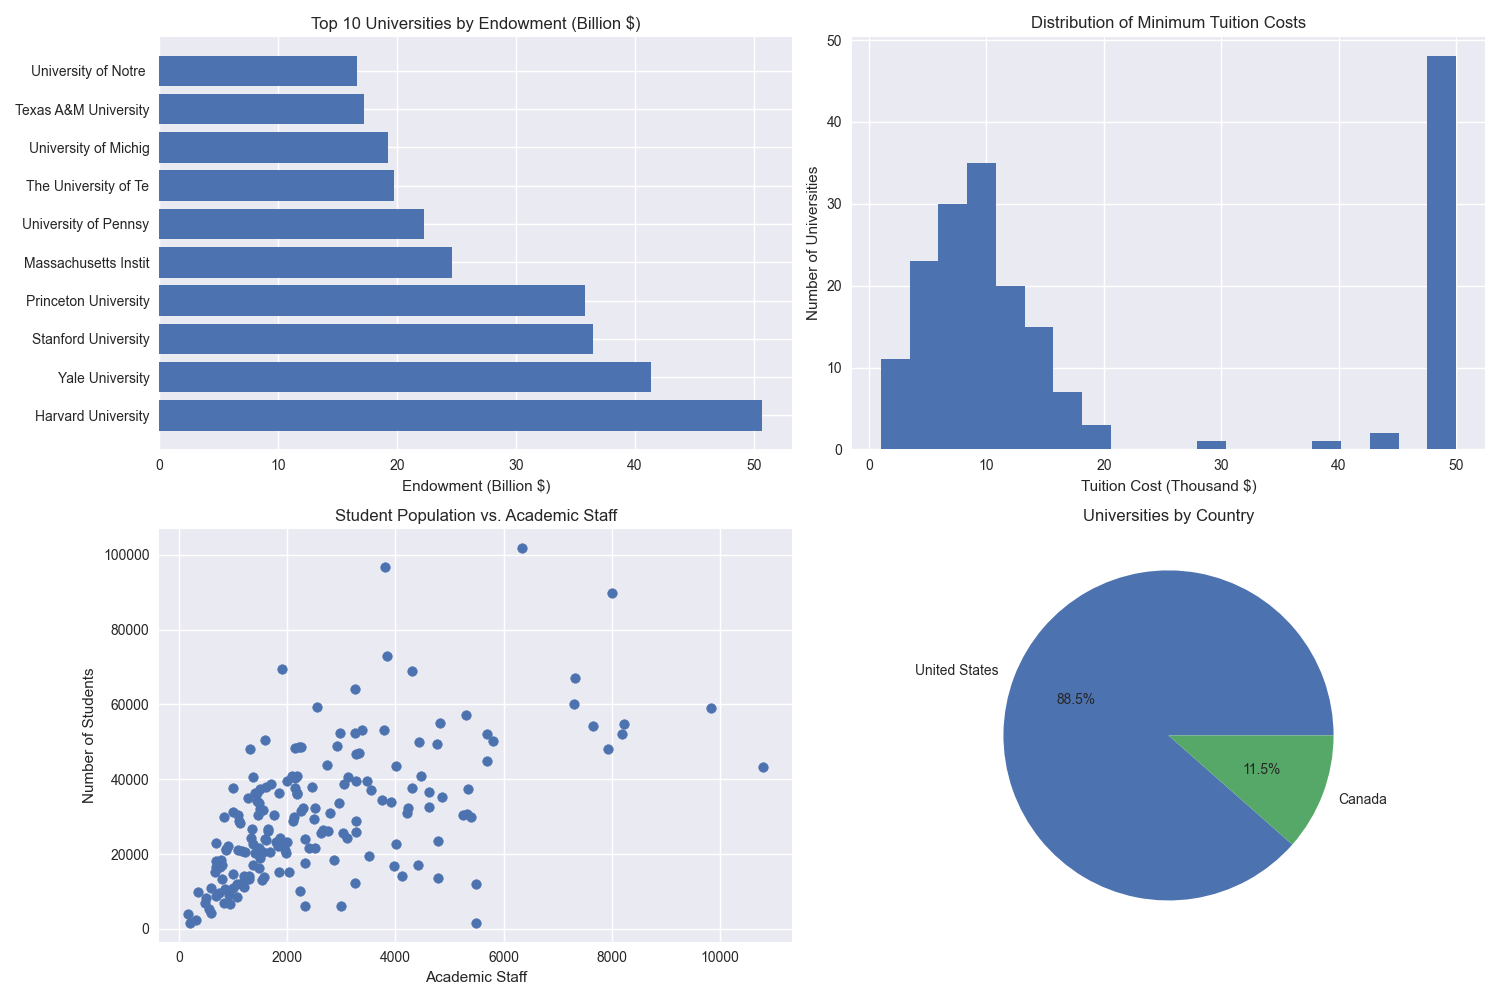 Top 10 Universities by Endowment (Billion $)
University of Notre
Texas A&M University
University of Michig
The University of Te
University of Pennsy
Massachusetts Instit
Princeton University
Stanford University
Yale University
Harvard University
0 10 20 30 40 50
Endowment (Billion $)
Distribution of Minimum Tuition Costs
Number of Universities
50
40
30
20
10
0
0 10 20 30 40 50
Tuition Cost (Thousand $)
Student Population vs. Academic Staff
Number of Students
100000
80000
60000
40000
20000
0
0 2000 4000 6000 8000 10000
Academic Staff
Universities by Country
United States
88.5%
11.5%
Canada